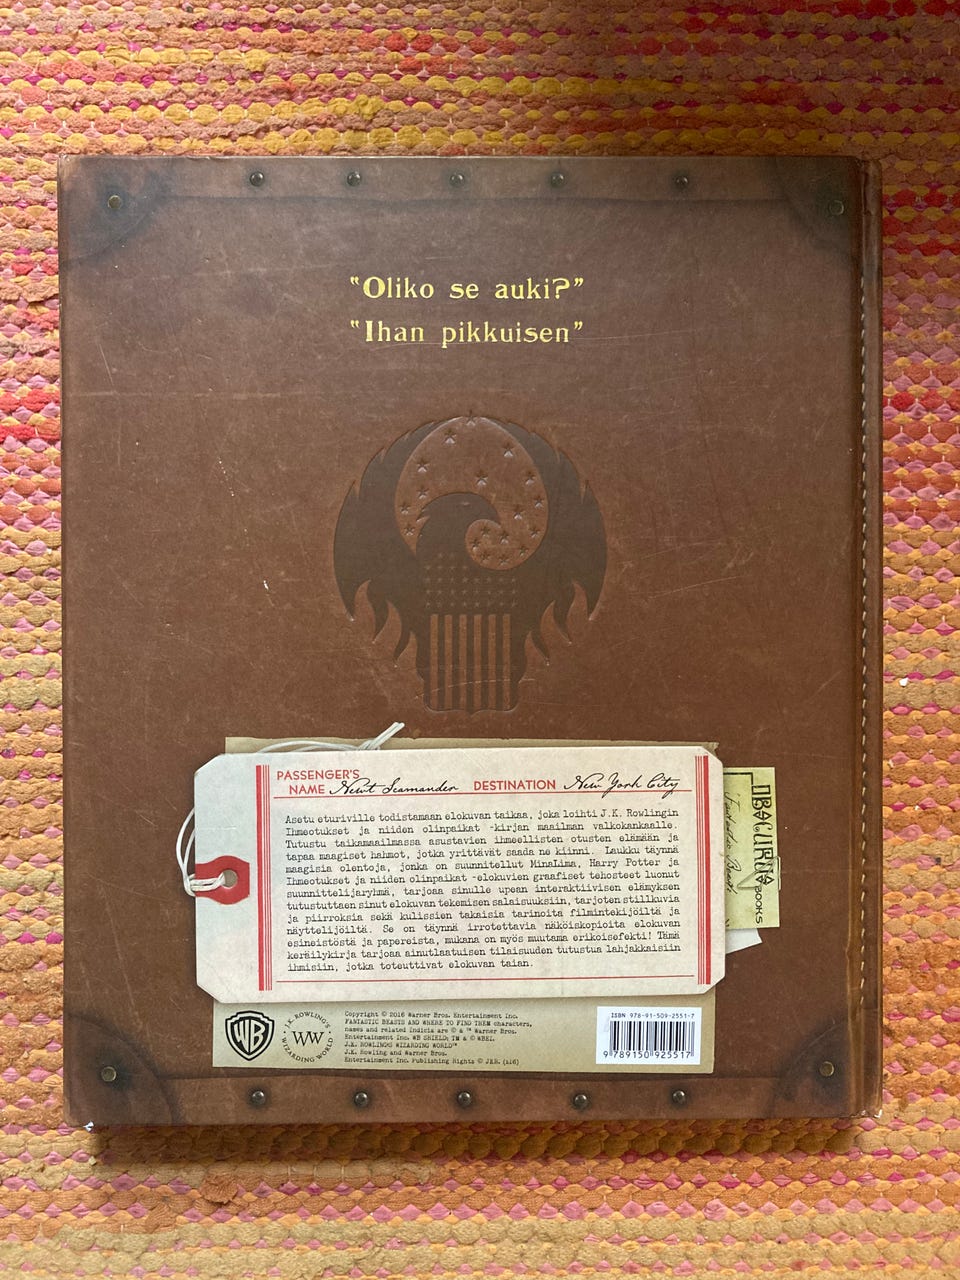 "Oliko se auki?"
"Ihan pikkuisen"
PASSENGER'S
NAME Newt Scamander DESTINATION New York City
Asetu eturiville todistamaan elokuvan taikaa, joka loihti J.K. Rowlingin
Ihmeotukset ja niiden olinpaikat -kirjan maailman valkokankaalle.
Tutustu taikamaailmassa asustavien ihmeellisten otusten elämään ja
tapaa maagiset hahmot, jotka yrittävät saada ne kiinni. Laukku täynnä
maagisia olentoja, jonka on suunnitellut MinaLima, Harry Potter ja
Ihmeotukset ja niiden olinpaikat -elokuvien graafiset tehosteet luonut
suunnittelijaryhmä, tarjoaa sinulle upean interaktiivisen elämyksen
tutustuttaen sinut elokuvan tekemisen salaisuuksiin, tarjoten stillkuvia
ja piirroksia sekä kulissien takaisia tarinoita filmintekijöiltä ja
näyttelijöiltä. Se on täynnä irrotettavia näköiskopioita elokuvan
esineistöstä ja papereista, mukana on myös muutama erikoisefekti! Tämä
keräilykirja tarjoaa ainutlaatuisen tilaisuuden tutustua lahjakkaisiin
ihmisiin, jotka toteuttivat elokuvan taian.
OBSCURUS
BOOKS
WB
J.K. ROWLING'S
WW
WIZARDING WORLD
Copyright © 2016 Warner Bros. Entertainment Inc.
FANTASTIC BEASTS AND WHERE TO FIND THEM characters,
names and related indicia are © & ™ Warner Bros.
Entertainment Inc. WB SHIELD: TM & © WBEI.
J.K. ROWLING'S WIZARDING WORLD™
J.K. Rowling and Warner Bros.
Entertainment Inc. Publishing Rights © JKR. (s16)
ISBN 978-91-509-2551-7
9 789150 925517